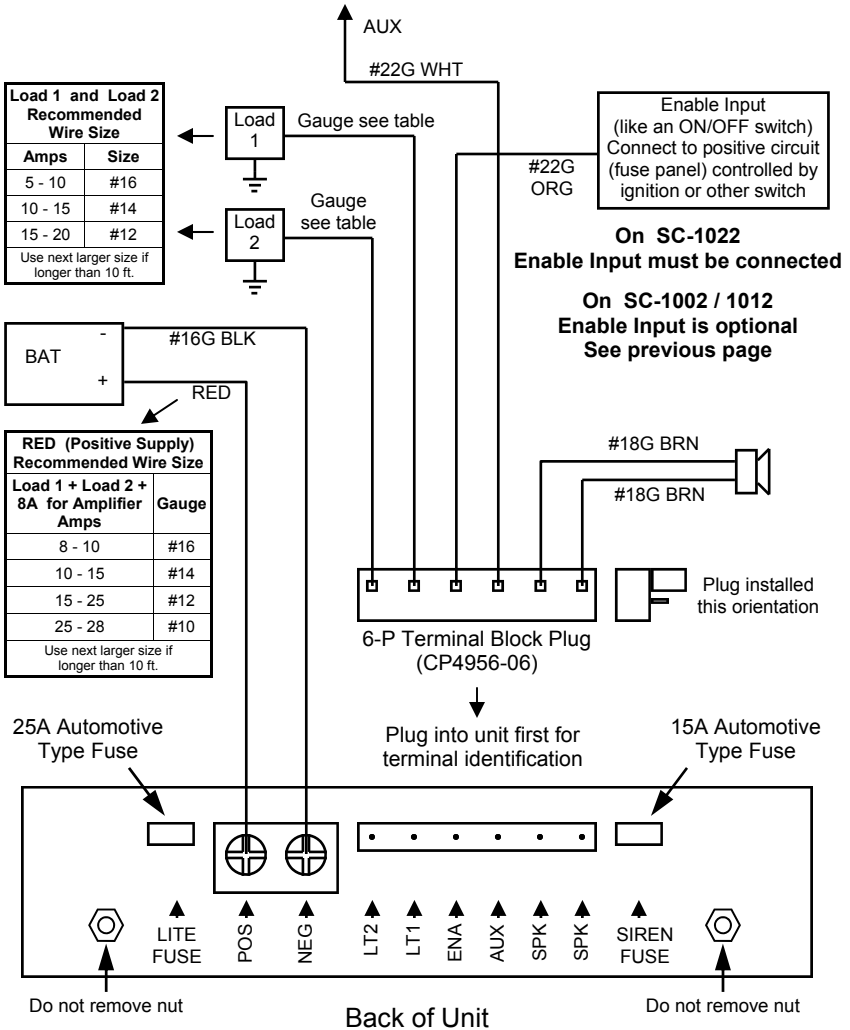 AUX
#22G WHT
Load 1 and Load 2
Recommended
Wire Size
Amps Size
5 - 10 #16
10 - 15 #14
15 - 20 #12
Use next larger size if
longer than 10 ft.
Load
1
Gauge see table
Load
2
Gauge
see table
#22G
ORG
Enable Input
(like an ON/OFF switch)
Connect to positive circuit
(fuse panel) controlled by
ignition or other switch
On SC-1022
Enable Input must be connected
On SC-1002 / 1012
Enable Input is optional
See previous page
BAT
-
+
#16G BLK
RED
RED (Positive Supply)
Recommended Wire Size
Load 1 + Load 2 +
8A for Amplifier
Amps
Gauge
8 - 10 #16
10 - 15 #14
15 - 25 #12
25 - 28 #10
Use next larger size if
longer than 10 ft.
#18G BRN
#18G BRN
Plug installed
this orientation
6-P Terminal Block Plug
(CP4956-06)
Plug into unit first for
terminal identification
25A Automotive
Type Fuse
15A Automotive
Type Fuse
LITE
FUSE
POS
NEG
LT2
LT1
ENA
AUX
SPK
SPK
SIREN
FUSE
Do not remove nut
Back of Unit
Do not remove nut